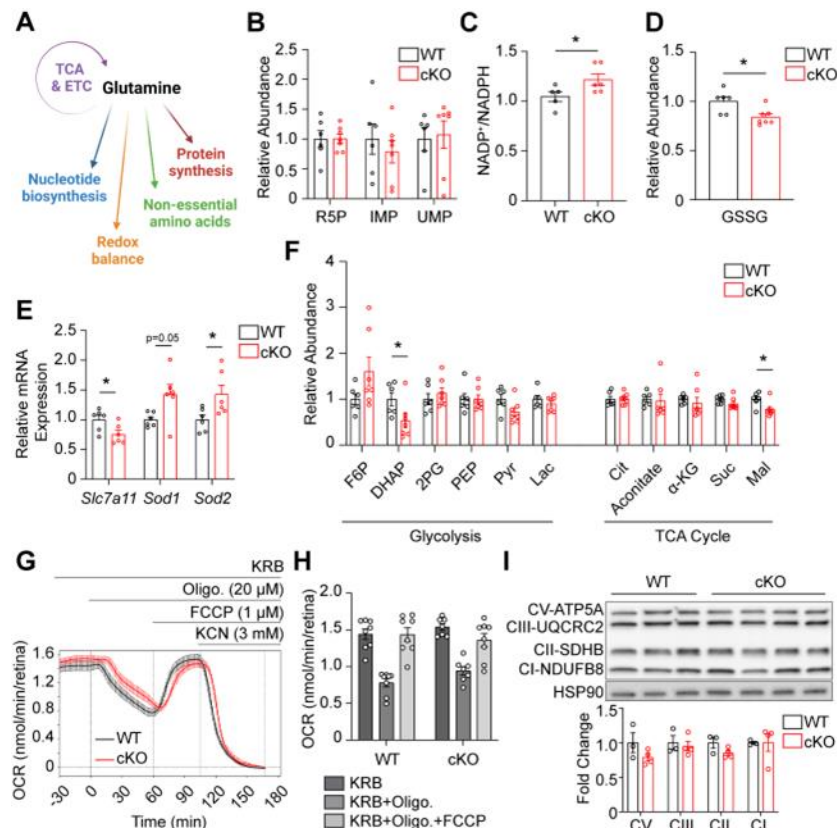 A
TCA
& ETC
Glutamine
Protein
synthesis
Nucleotide
biosynthesis
Non-essential
amino acids
Redox
balance
B
WT
cKO
Relative Abundance
2.5
2.0
1.5
1.0
0.5
0
R5P IMP UMP
C
*
NADP⁺/NADPH
1.5
1.0
0.5
0
WT cKO
D
WT
cKO
*
Relative Abundance
2.0
1.5
1.0
0.5
0
GSSG
E
WT
cKO
p=0.05
*
*
Relative mRNA
Expression
2.5
2.0
1.5
1.0
0.5
0.0
Slc7a11 Sod1 Sod2
F
WT
cKO
*
*
Relative Abundance
4
3
2
1
0
F6P DHAP 2PG PEP Pyr Lac Cit Aconitate α-KG Suc Mal
Glycolysis TCA Cycle
G
KRB
Oligo. (20 µM)
FCCP (1 µM)
KCN (3 mM)
OCR (nmol/min/retina)
1.6
1.2
0.8
0.4
0
WT
cKO
-30 0 30 60 90 120 150 180
Time (min)
H
OCR (nmol/min/retina)
2.0
1.5
1.0
0.5
0
WT cKO
KRB
KRB+Oligo.
KRB+Oligo.+FCCP
I
WT cKO
CV-ATP5A
CIII-UQCRC2
CII-SDHB
CI-NDUFB8
HSP90
WT
cKO
Fold Change
1.5
1.0
0.5
0.0
CV CIII CII CI